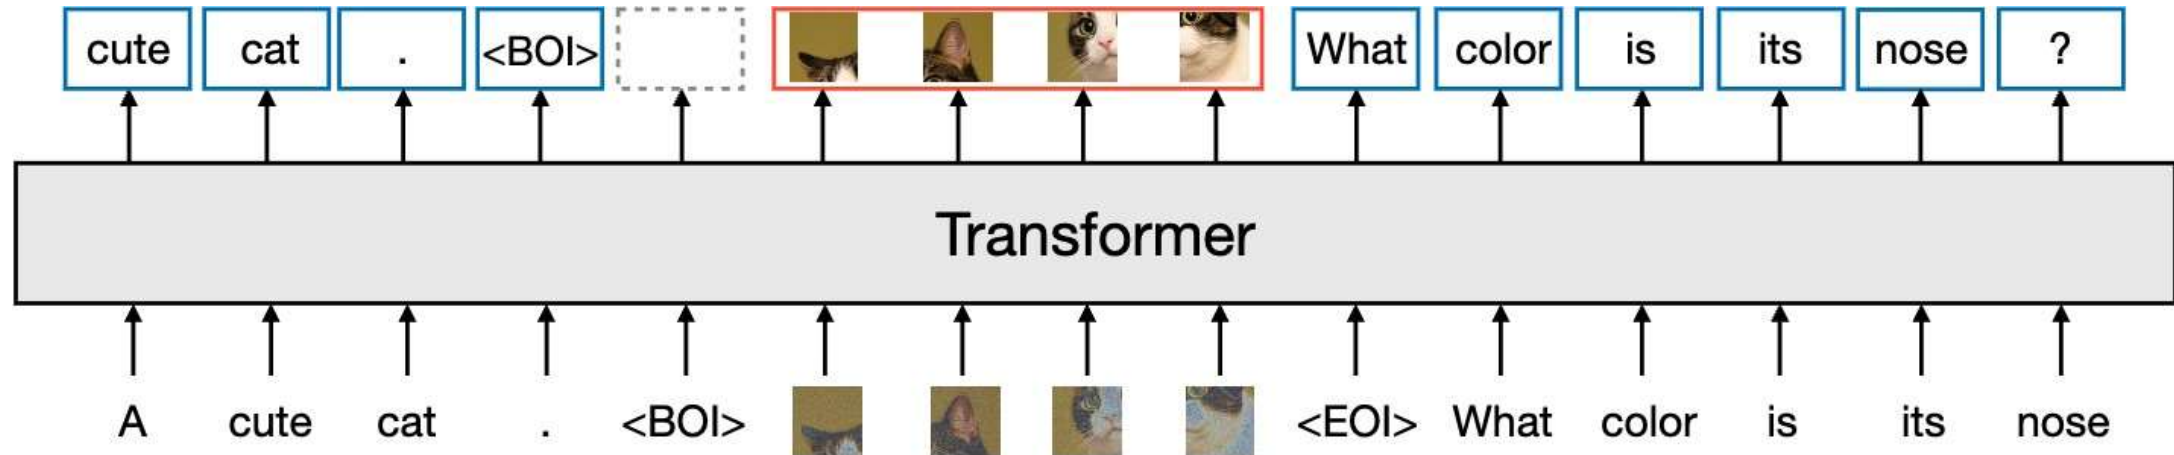 cute cat . <BOI> What color is its nose ?
Transformer
A cute cat . <BOI> <EOI> What color is its nose